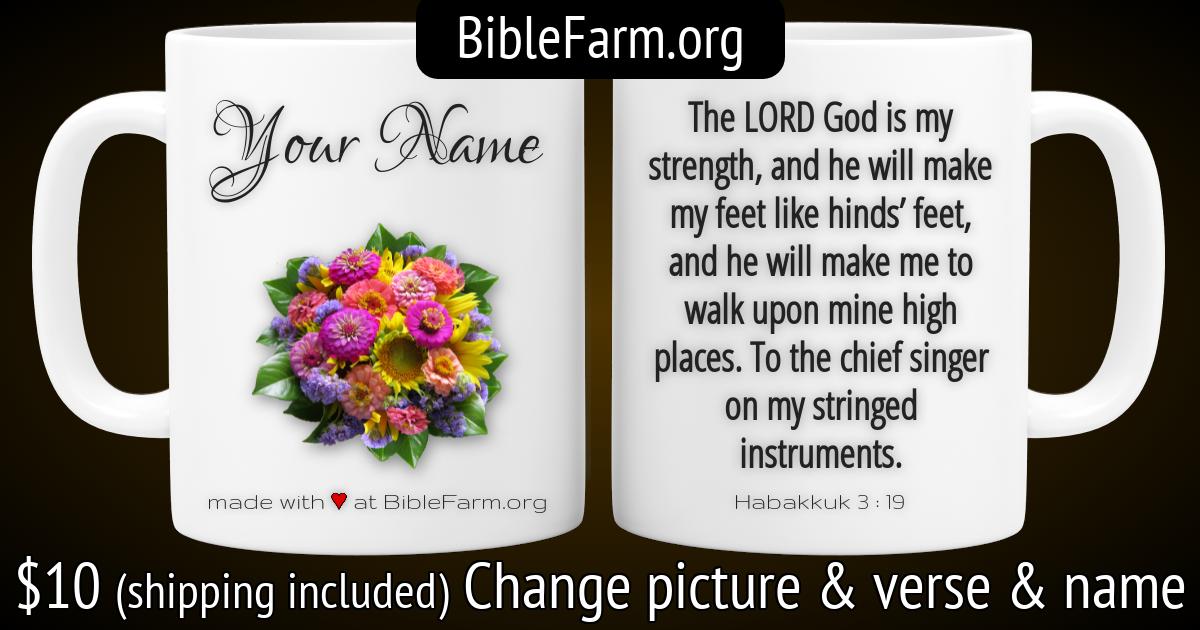 BibleFarm.org
Your Name
made with ♥ at BibleFarm.org
The LORD God is my
strength, and he will make
my feet like hinds’ feet,
and he will make me to
walk upon mine high
places. To the chief singer
on my stringed
instruments.
Habakkuk 3 : 19
$10 (shipping included) Change picture & verse & name